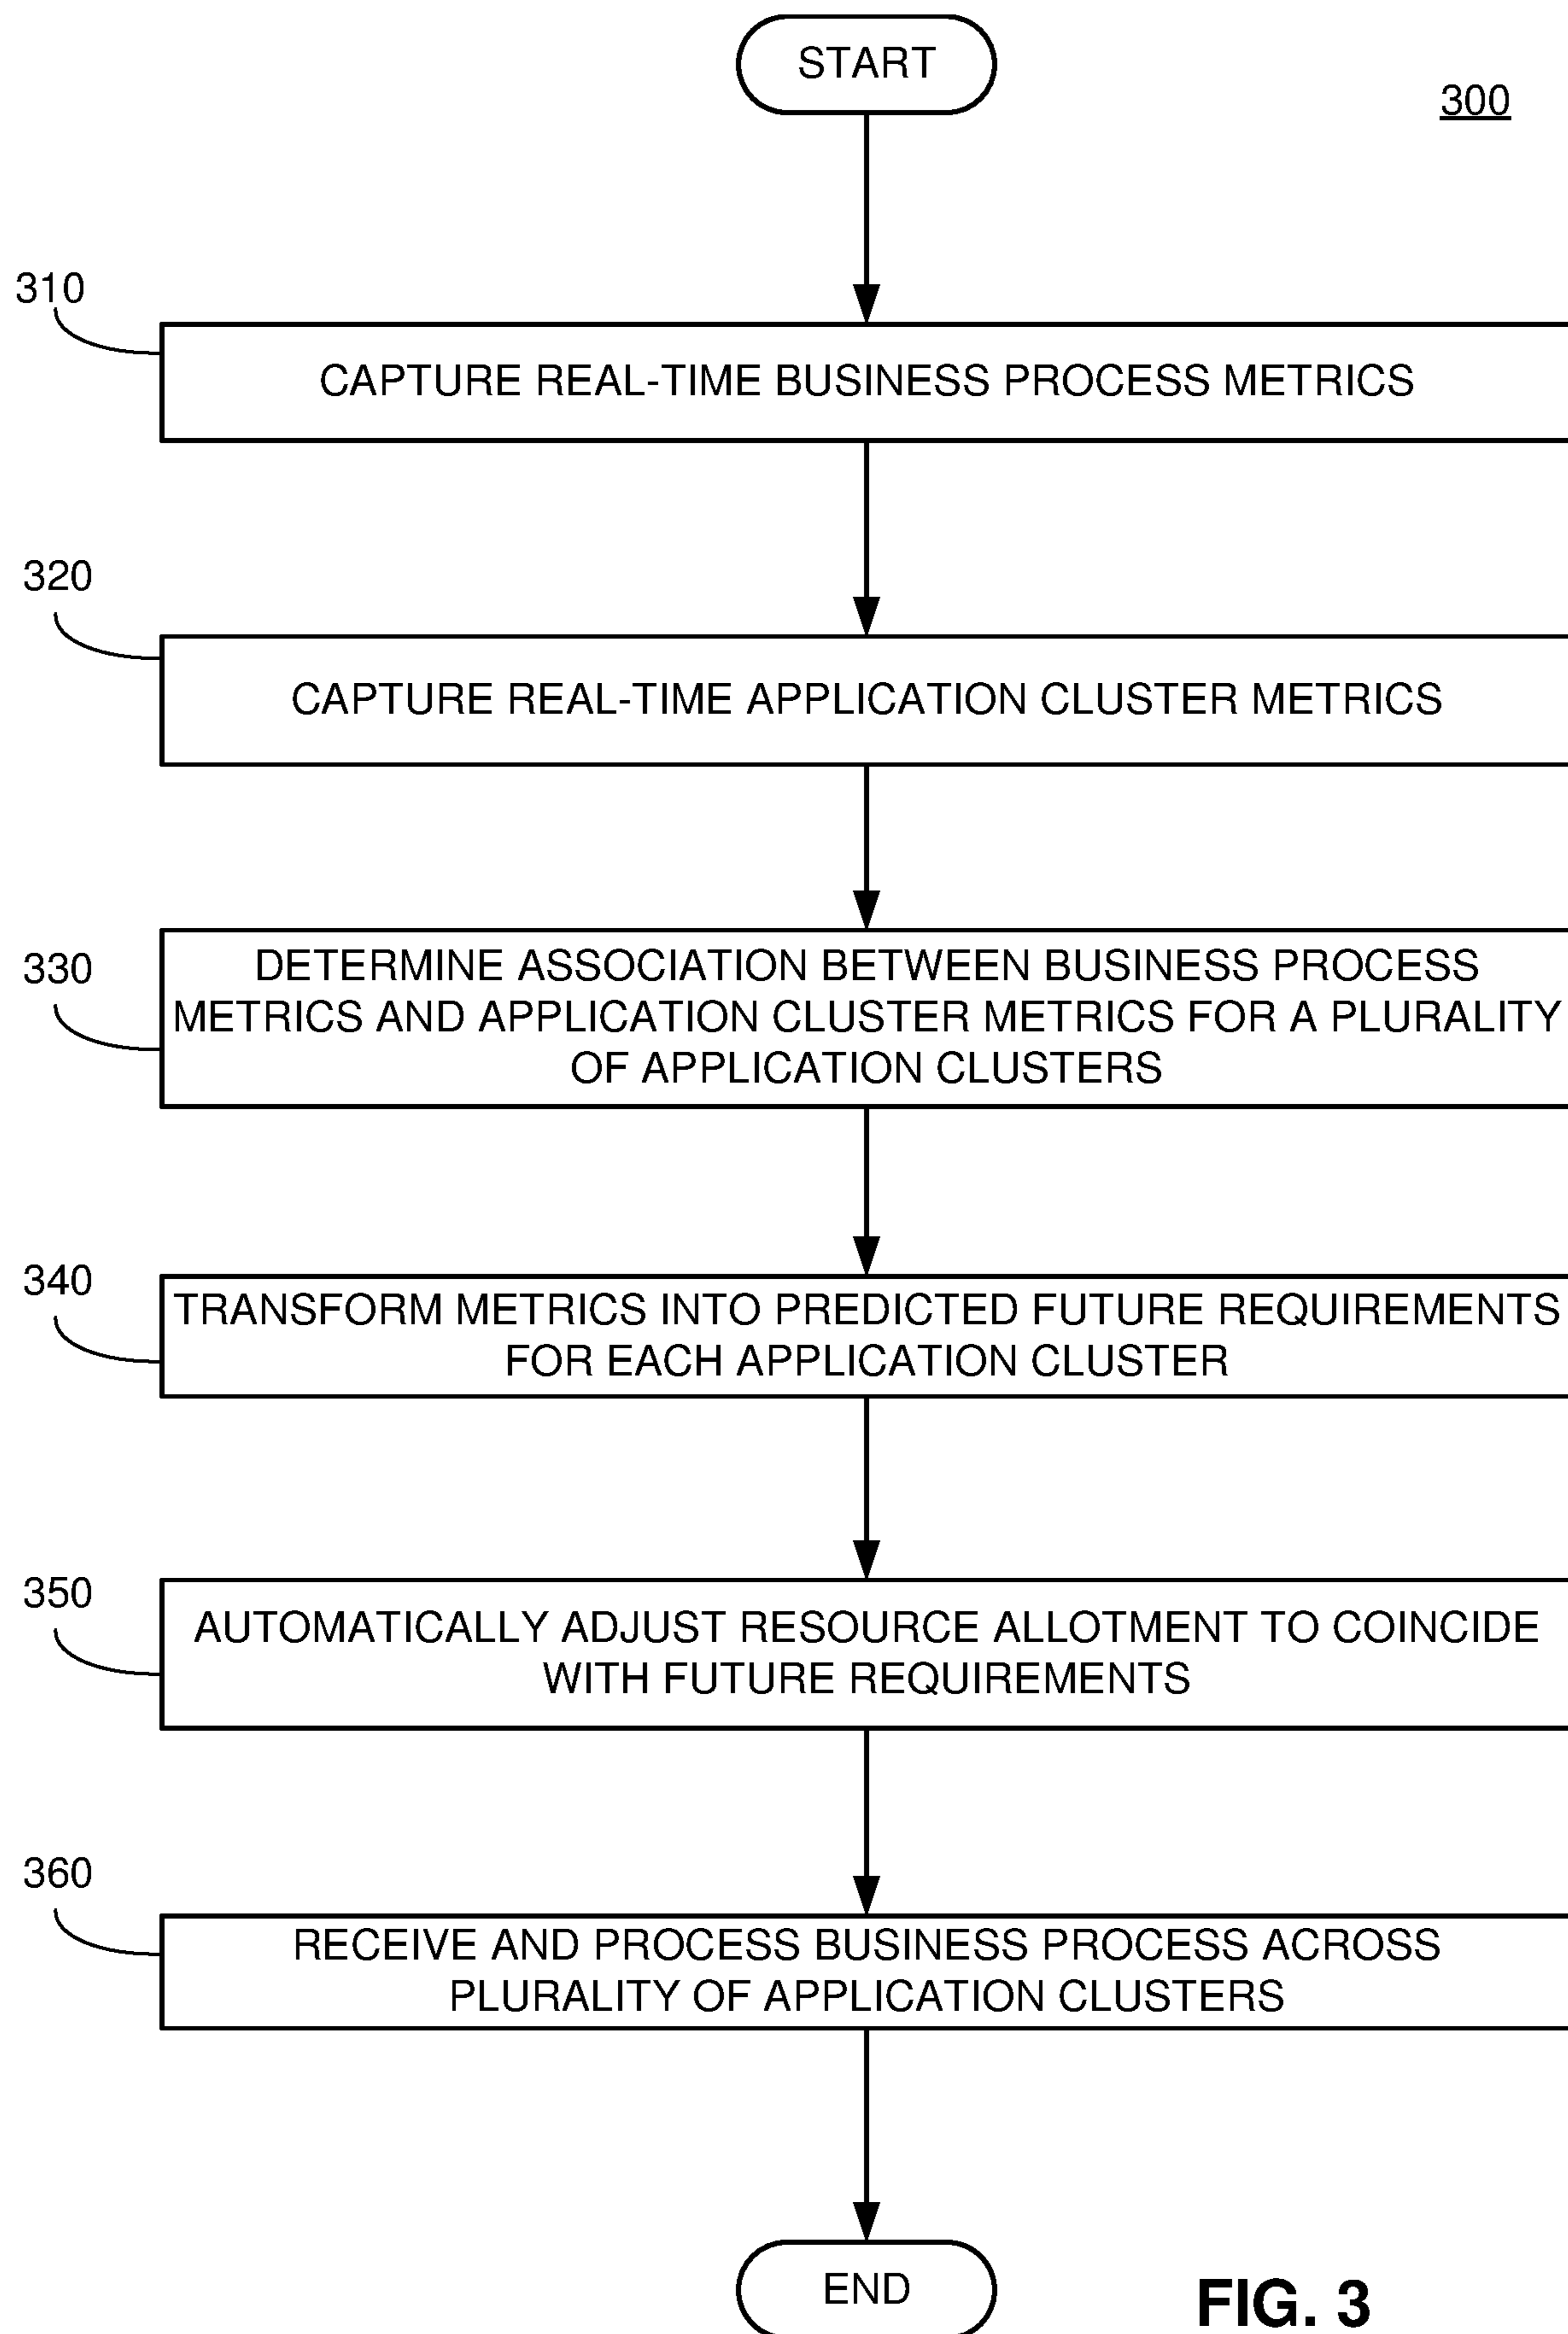 START
300
310
CAPTURE REAL-TIME BUSINESS PROCESS METRICS
320
CAPTURE REAL-TIME APPLICATION CLUSTER METRICS
330
DETERMINE ASSOCIATION BETWEEN BUSINESS PROCESS
METRICS AND APPLICATION CLUSTER METRICS FOR A PLURALITY
OF APPLICATION CLUSTERS
340
TRANSFORM METRICS INTO PREDICTED FUTURE REQUIREMENTS
FOR EACH APPLICATION CLUSTER
350
AUTOMATICALLY ADJUST RESOURCE ALLOTMENT TO COINCIDE
WITH FUTURE REQUIREMENTS
360
RECEIVE AND PROCESS BUSINESS PROCESS ACROSS
PLURALITY OF APPLICATION CLUSTERS
END
FIG. 3